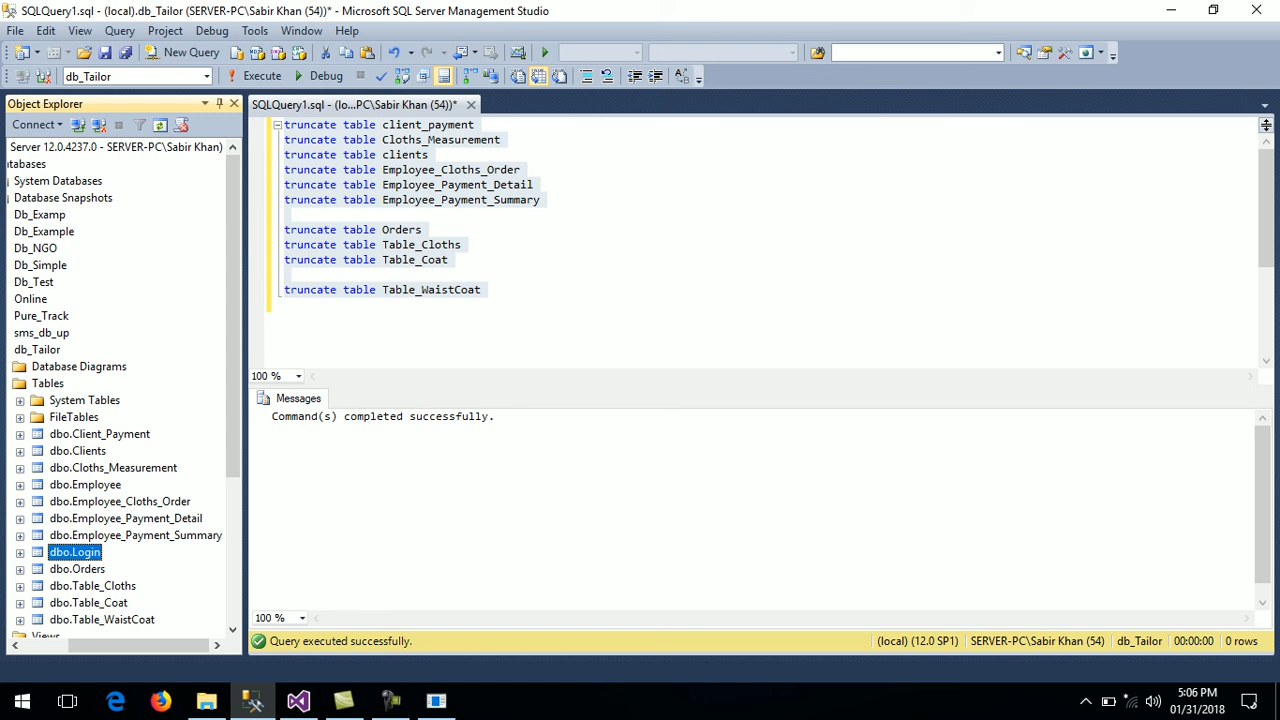 SQLQuery1.sql - (local).db_Tailor (SERVER-PC\Sabir Khan (54))* - Microsoft SQL Server Management Studio
File Edit View Query Project Debug Tools Window Help
New Query
db_Tailor Execute Debug
Object Explorer
SQLQuery1.sql - (lo...PC\Sabir Khan (54))*
Connect
Server 12.0.4237.0 - SERVER-PC\Sabir Khan)
atabases
System Databases
Database Snapshots
Db_Examp
Db_Example
Db_NGO
Db_Simple
Db_Test
Online
Pure_Track
sms_db_up
db_Tailor
Database Diagrams
Tables
System Tables
FileTables
dbo.Client_Payment
dbo.Clients
dbo.Cloths_Measurement
dbo.Employee
dbo.Employee_Cloths_Order
dbo.Employee_Payment_Detail
dbo.Employee_Payment_Summary
dbo.Login
dbo.Orders
dbo.Table_Cloths
dbo.Table_Coat
dbo.Table_WaistCoat
Views
truncate table client_payment
truncate table Cloths_Measurement
truncate table clients
truncate table Employee_Cloths_Order
truncate table Employee_Payment_Detail
truncate table Employee_Payment_Summary
truncate table Orders
truncate table Table_Cloths
truncate table Table_Coat
truncate table Table_WaistCoat
100 %
Messages
Command(s) completed successfully.
100 %
Query executed successfully. (local) (12.0 SP1) SERVER-PC\Sabir Khan (54) db_Tailor 00:00:00 0 rows
5:06 PM
01/31/2018